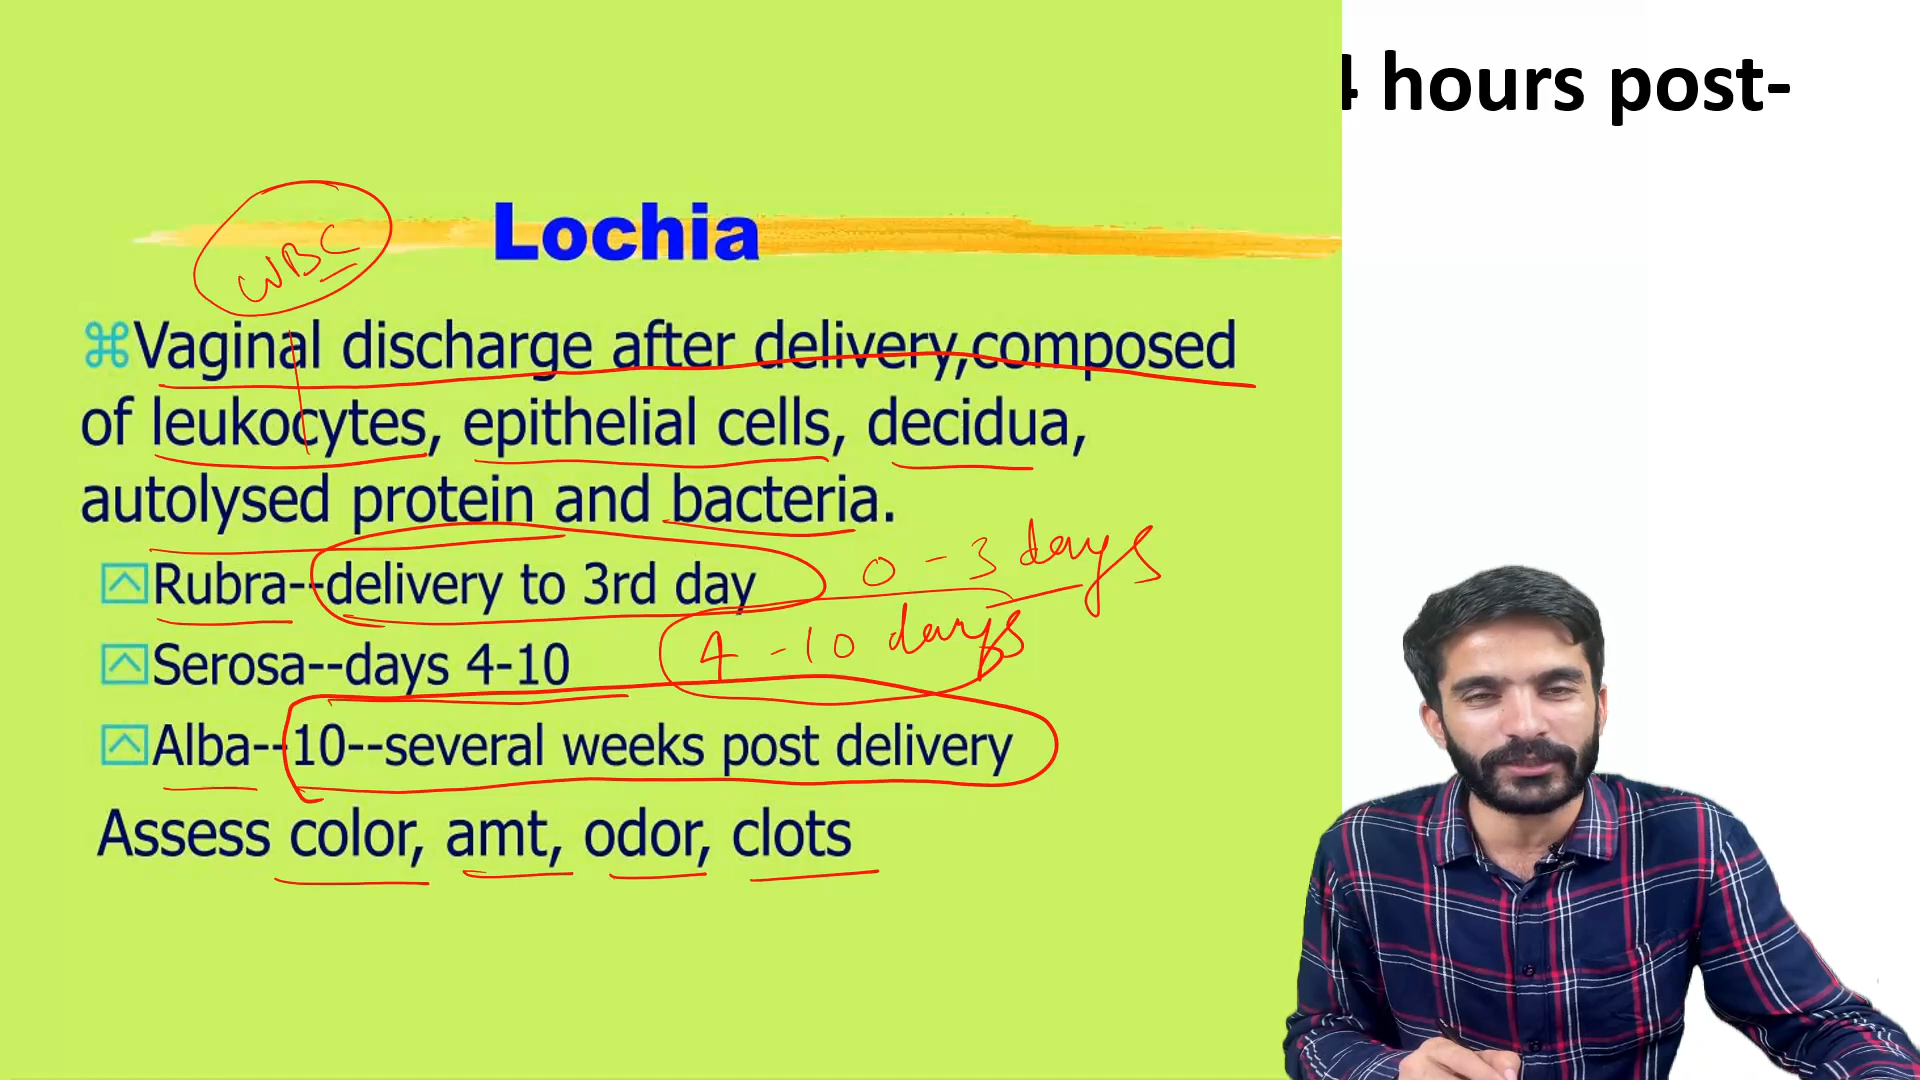 4 hours post-
Lochia
WBC
Vaginal discharge after delivery,composed
of leukocytes, epithelial cells, decidua,
autolysed protein and bacteria.
Rubra--delivery to 3rd day
0-3 days
Serosa--days 4-10
4-10 days
Alba--10--several weeks post delivery
Assess color, amt, odor, clots